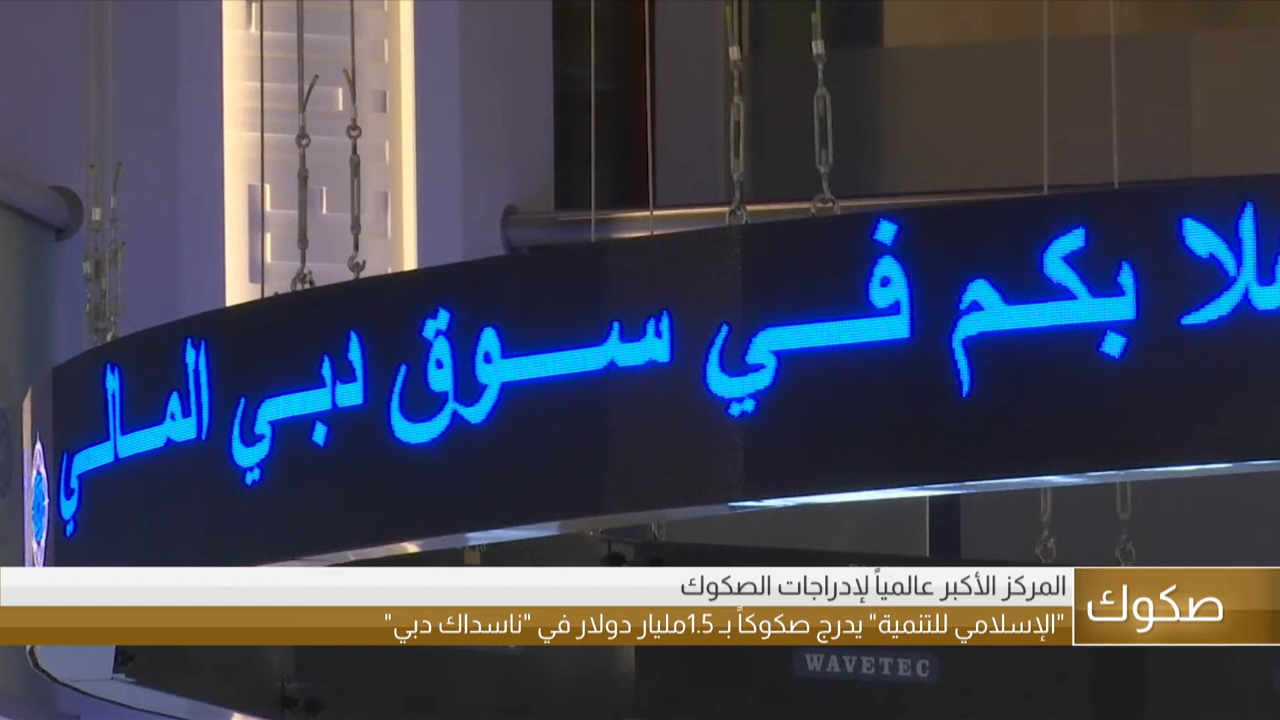 بكم في سوق دبي المالي
المركز الأكبر عالمياً لإدراجات الصكوك
صكوك
"الإسلامي للتنمية" يدرج صكوكاً بـ 1.5مليار دولار في "ناسداك دبي"
WAVETEC